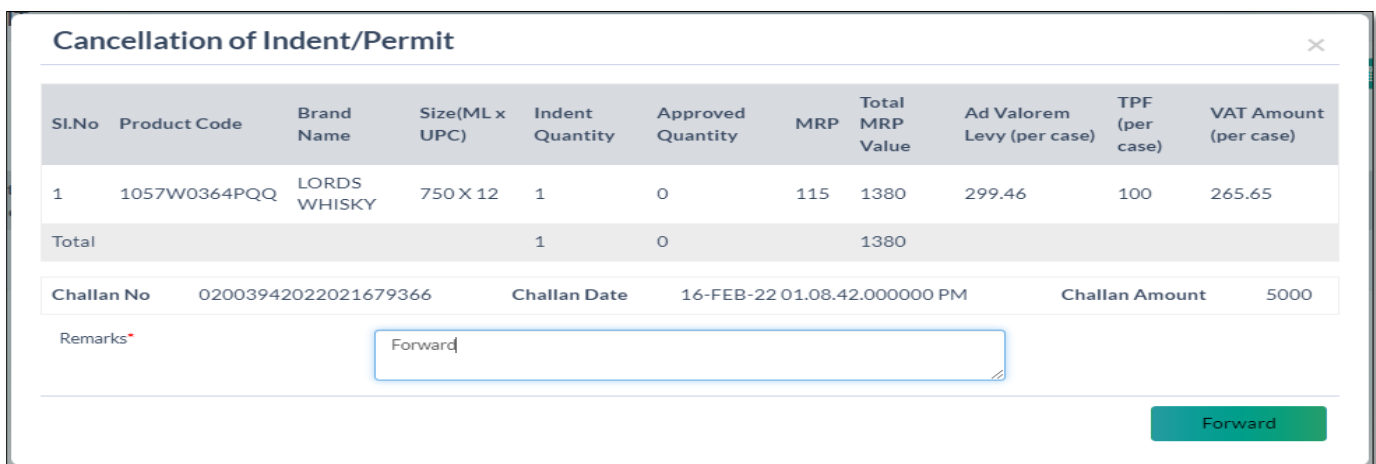 Cancellation of Indent/Permit ×
Sl.No Product Code Brand Name Size(ML x UPC) Indent Quantity Approved Quantity MRP Total MRP Value Ad Valorem Levy (per case) TPF (per case) VAT Amount (per case)
1 1057W0364PQQ LORDS WHISKY 750 X 12 1 0 115 1380 299.46 100 265.65
Total 1 0 1380
Challan No 02003942022021679366 Challan Date 16-FEB-22 01.08.42.000000 PM Challan Amount 5000
Remarks* Forward
Forward